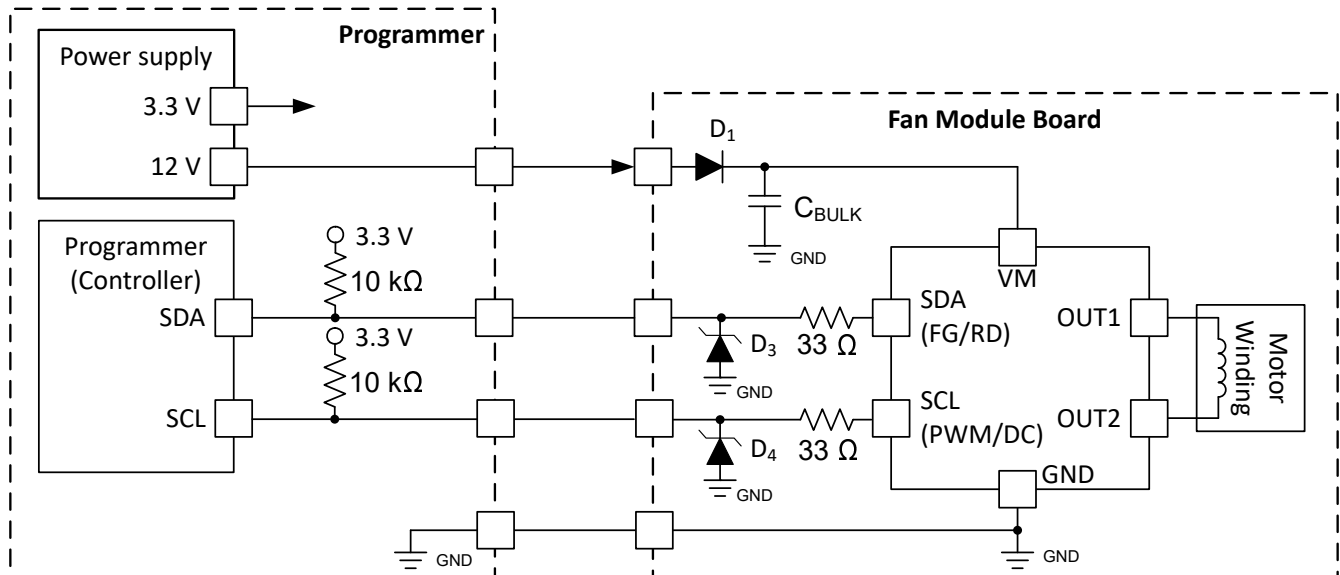 Programmer
Power supply
3.3 V
12 V
Fan Module Board
D1
CBULK
GND
Programmer
(Controller)
3.3 V
10 kΩ
SDA
3.3 V
10 kΩ
SCL
VM
SDA
(FG/RD)
D3
33 Ω
GND
SCL
(PWM/DC)
D4
33 Ω
GND
OUT1
OUT2
GND
Motor
Winding
GND
GND